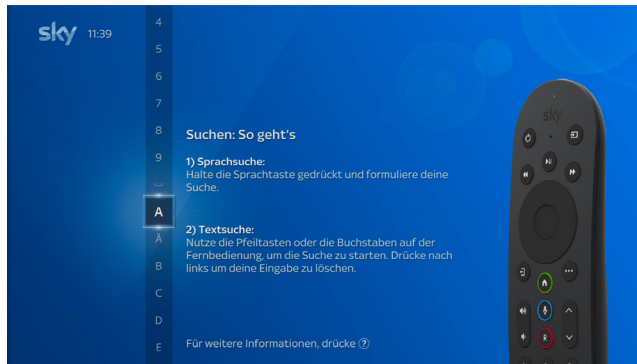 sky 11:39
4
5
6
7
8
9
A
Ä
B
C
D
E
Suchen: So geht's
1) Sprachsuche:
Halte die Sprachtaste gedrückt und formuliere deine
Suche.
2) Textsuche:
Nutze die Pfeiltasten oder die Buchstaben auf der
Fernbedienung, um die Suche zu starten. Drücke nach
links um deine Eingabe zu löschen.
Für weitere Informationen, drücke ?
sky
R